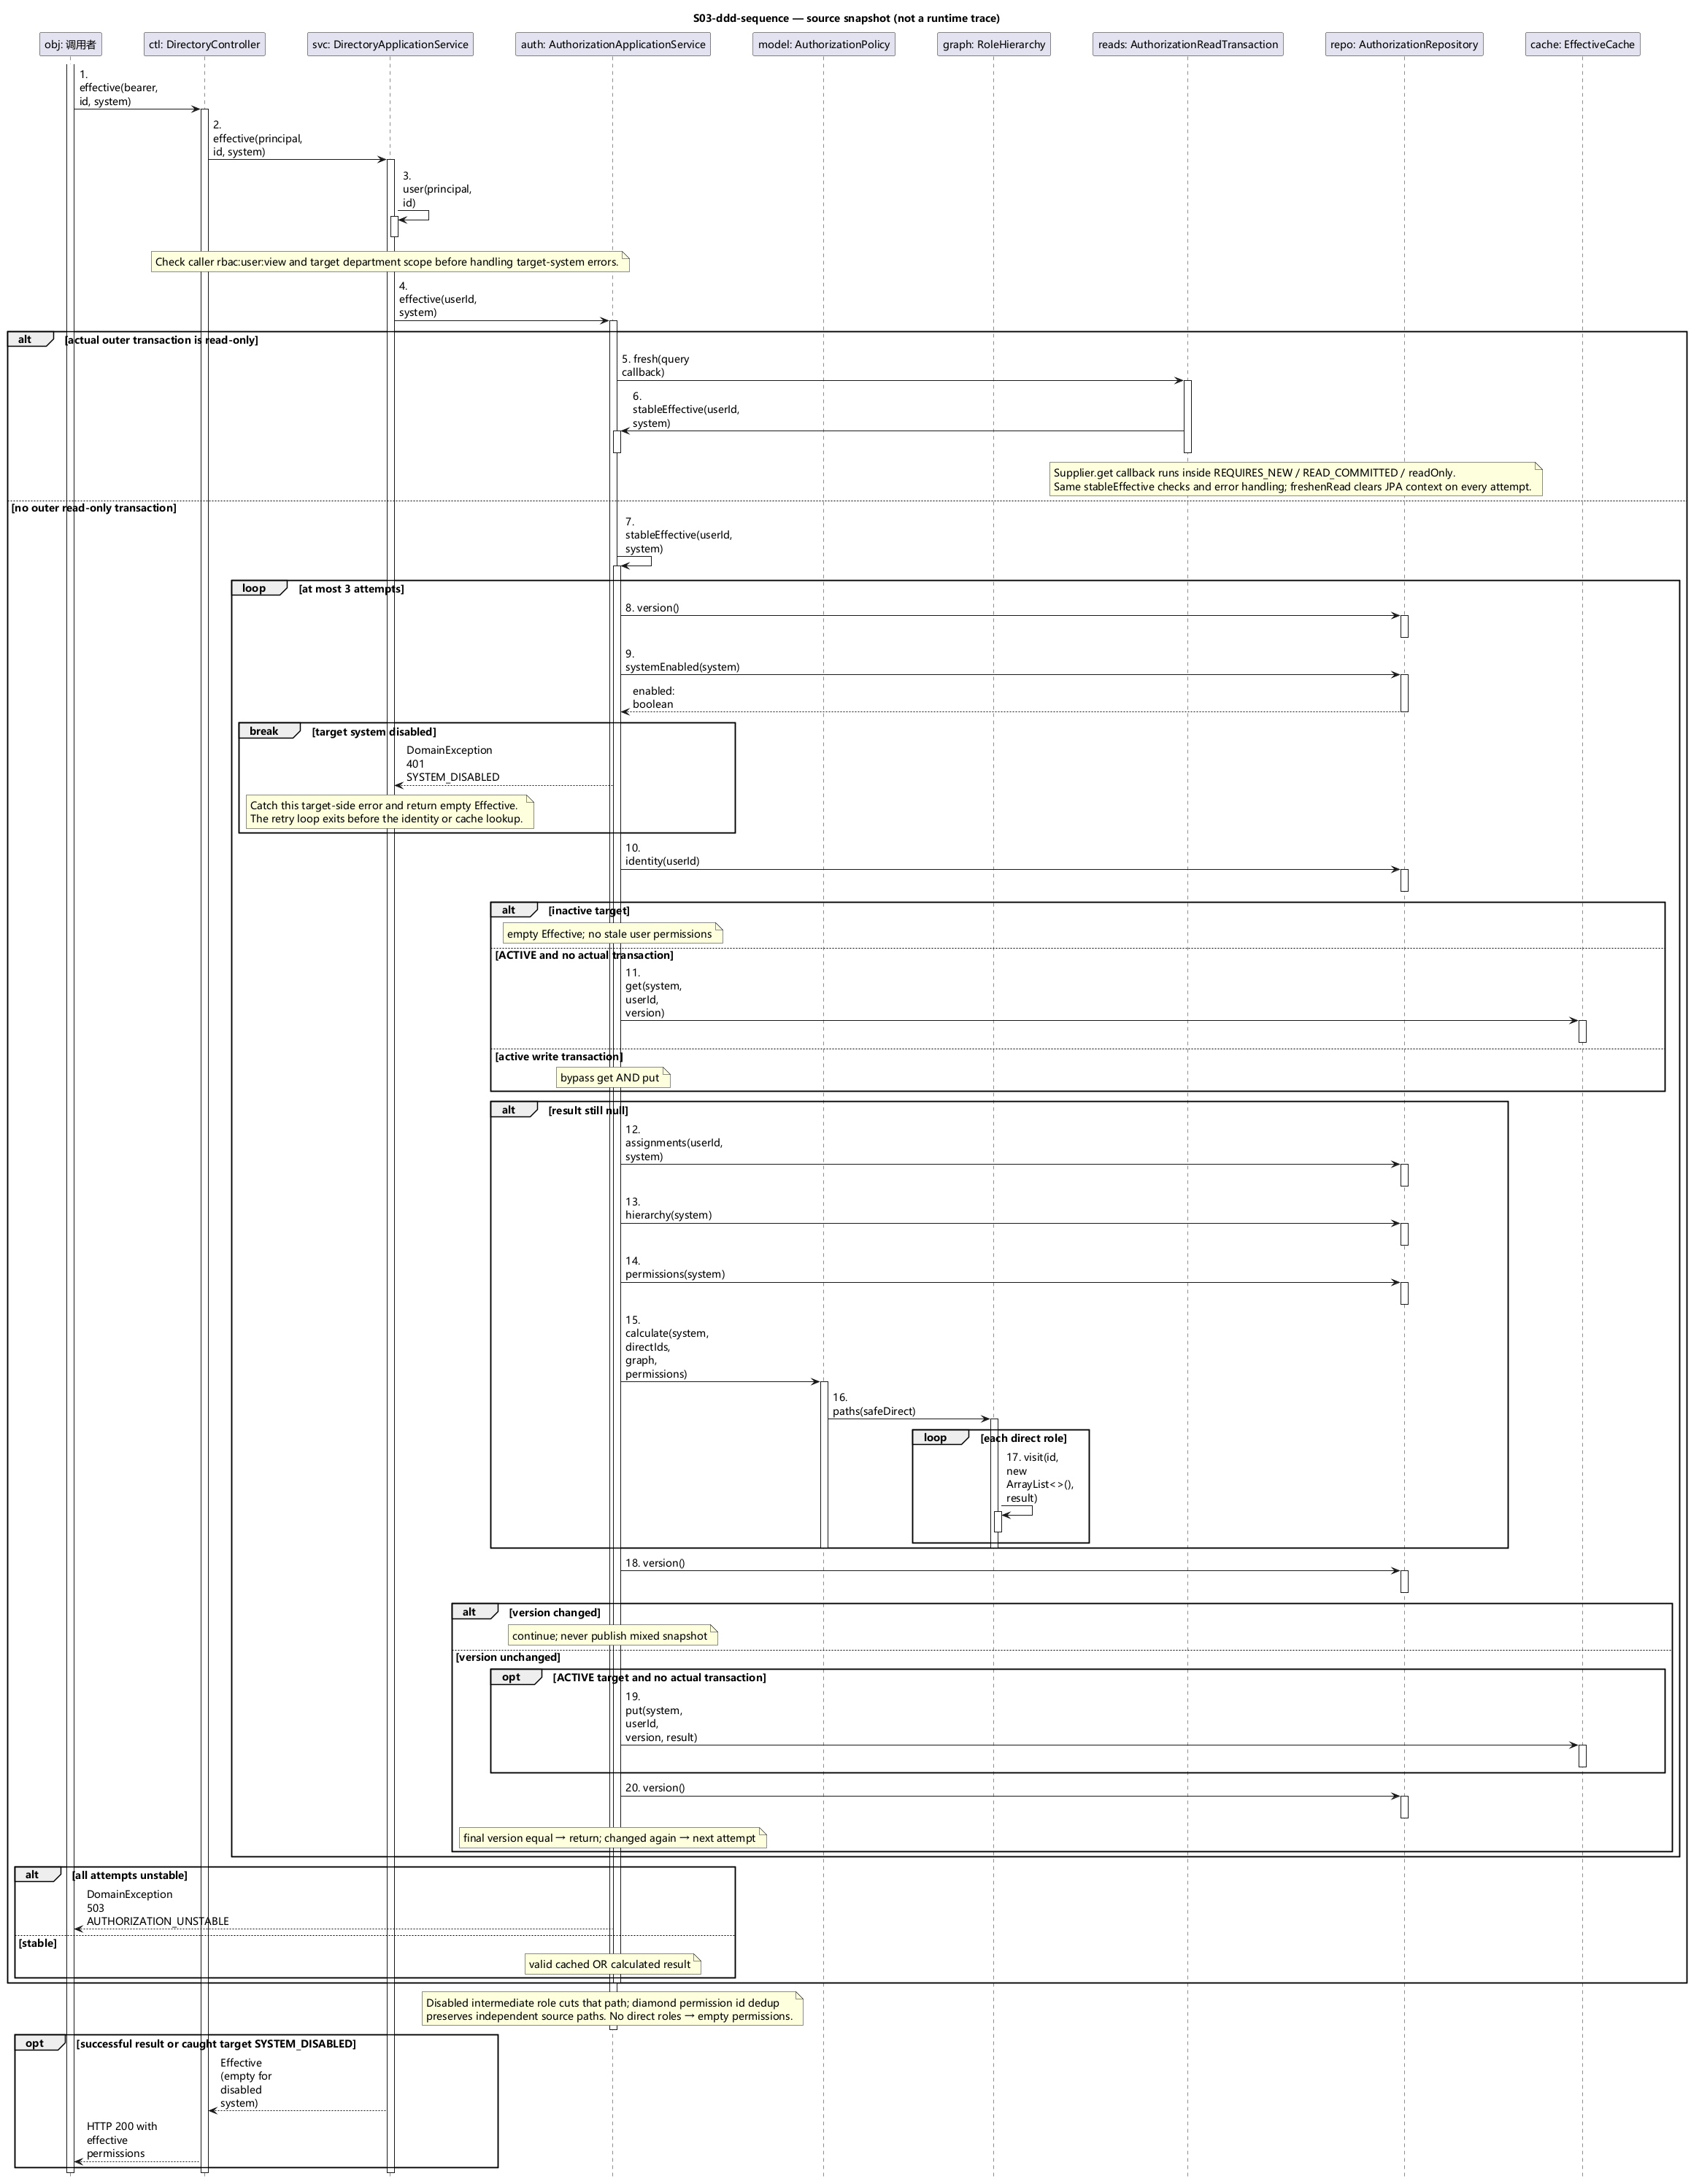 S03-ddd-sequence — source snapshot (not a runtime trace)
obj: 调用者
ctl: DirectoryController
svc: DirectoryApplicationService
auth: AuthorizationApplicationService
model: AuthorizationPolicy
graph: RoleHierarchy
reads: AuthorizationReadTransaction
repo: AuthorizationRepository
cache: EffectiveCache
1.
effective(bearer,
id, system)
2.
effective(principal,
id, system)
3.
user(principal,
id)
Check caller rbac:user:view and target department scope before handling target-system errors.
4.
effective(userId,
system)
alt [actual outer transaction is read-only]
5. fresh(query
callback)
6.
stableEffective(userId,
system)
Supplier.get callback runs inside REQUIRES_NEW / READ_COMMITTED / readOnly.
Same stableEffective checks and error handling; freshenRead clears JPA context on every attempt.
[no outer read-only transaction]
7.
stableEffective(userId,
system)
loop [at most 3 attempts]
8. version()
9.
systemEnabled(system)
enabled:
boolean
break [target system disabled]
DomainException
401
SYSTEM_DISABLED
Catch this target-side error and return empty Effective.
The retry loop exits before the identity or cache lookup.
10.
identity(userId)
alt [inactive target]
empty Effective; no stale user permissions
[ACTIVE and no actual transaction]
11.
get(system,
userId,
version)
[active write transaction]
bypass get AND put
alt [result still null]
12.
assignments(userId,
system)
13.
hierarchy(system)
14.
permissions(system)
15.
calculate(system,
directIds,
graph,
permissions)
16.
paths(safeDirect)
loop [each direct role]
17. visit(id,
new
ArrayList<>(),
result)
18. version()
alt [version changed]
continue; never publish mixed snapshot
[version unchanged]
opt [ACTIVE target and no actual transaction]
19.
put(system,
userId,
version, result)
20. version()
final version equal → return; changed again → next attempt
alt [all attempts unstable]
DomainException
503
AUTHORIZATION_UNSTABLE
[stable]
valid cached OR calculated result
Disabled intermediate role cuts that path; diamond permission id dedup
preserves independent source paths. No direct roles → empty permissions.
opt [successful result or caught target SYSTEM_DISABLED]
Effective
(empty for
disabled
system)
HTTP 200 with
effective
permissions